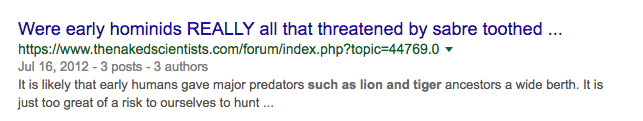 Were early hominids REALLY all that threatened by sabre toothed ...
https://www.thenakedscientists.com/forum/index.php?topic=44769.0 ▼
Jul 16, 2012 - 3 posts - 3 authors
It is likely that early humans gave major predators such as lion and tiger ancestors a wide berth. It is
just too great of a risk to ourselves to hunt ...